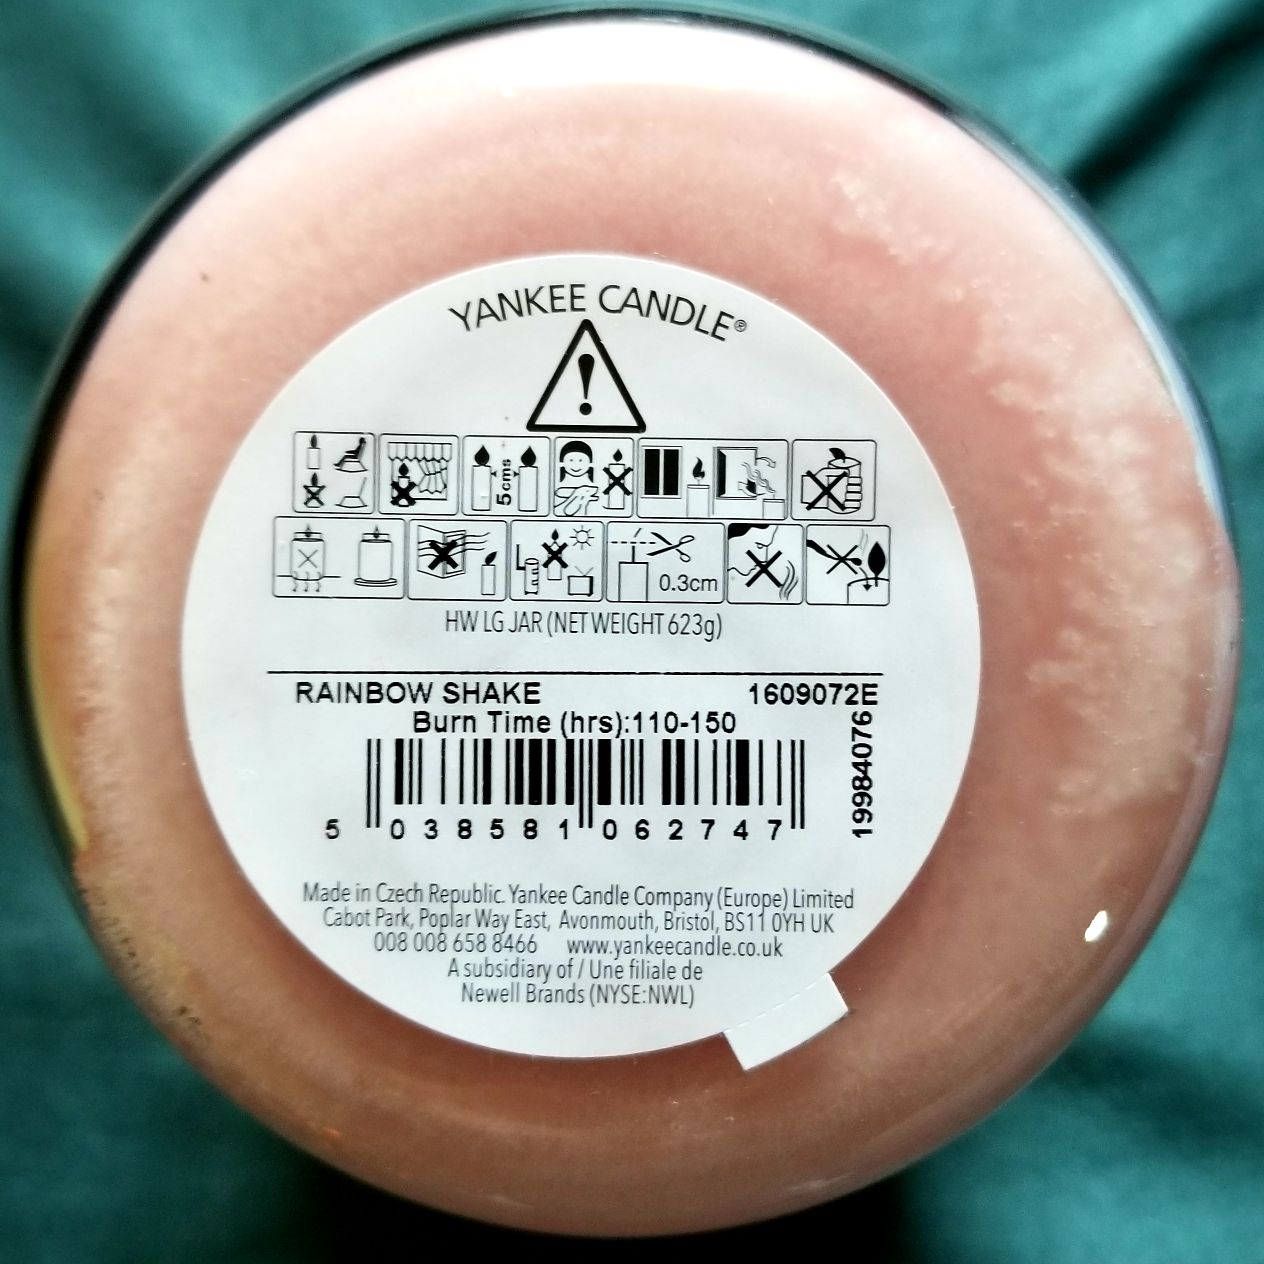 YANKEE CANDLE®
5cms
0.3cm
HW LG JAR (NET WEIGHT 623g)
RAINBOW SHAKE 1609072E
Burn Time (hrs):110-150
19984076
5 038581 062747
Made in Czech Republic. Yankee Candle Company (Europe) Limited
Cabot Park, Poplar Way East, Avonmouth, Bristol, BS11 0YH UK
008 008 658 8466 www.yankeecandle.co.uk
A subsidiary of / Une filiale de
Newell Brands (NYSE:NWL)